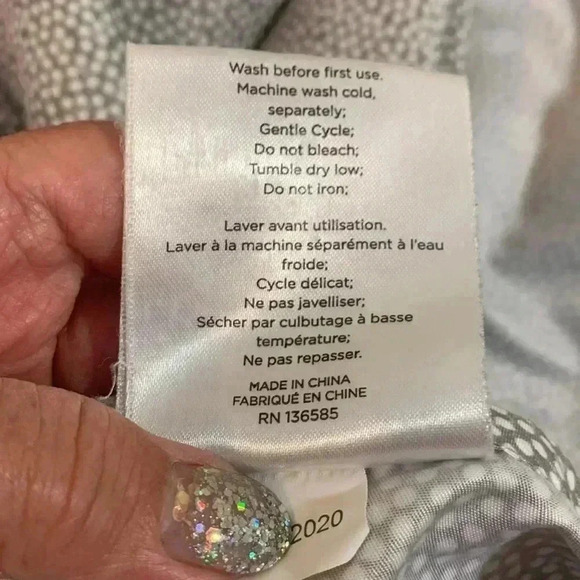 Wash before first use.
Machine wash cold,
separately;
Gentle Cycle;
Do not bleach;
Tumble dry low;
Do not iron;
Laver avant utilisation.
Laver à la machine séparément à l'eau
froide;
Cycle délicat;
Ne pas javelliser;
Sécher par culbutage à basse
température;
Ne pas repasser.
MADE IN CHINA
FABRIQUÉ EN CHINE
RN 136585
2020